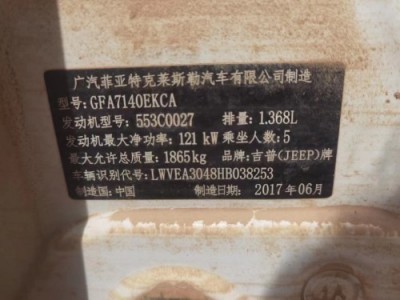 广汽菲亚特克莱斯勒汽车有限公司制造
型号: GFA7140EKCA
发动机型号: 553C0027 排量: 1.368L
发动机最大净功率: 121 kW 乘坐人数: 5
最大允许总质量: 1865kg 品牌: 吉普(JEEP)牌
车辆识别代号: LWVEA3048HB038253
制造国: 中国 制造日期: 2017年06月